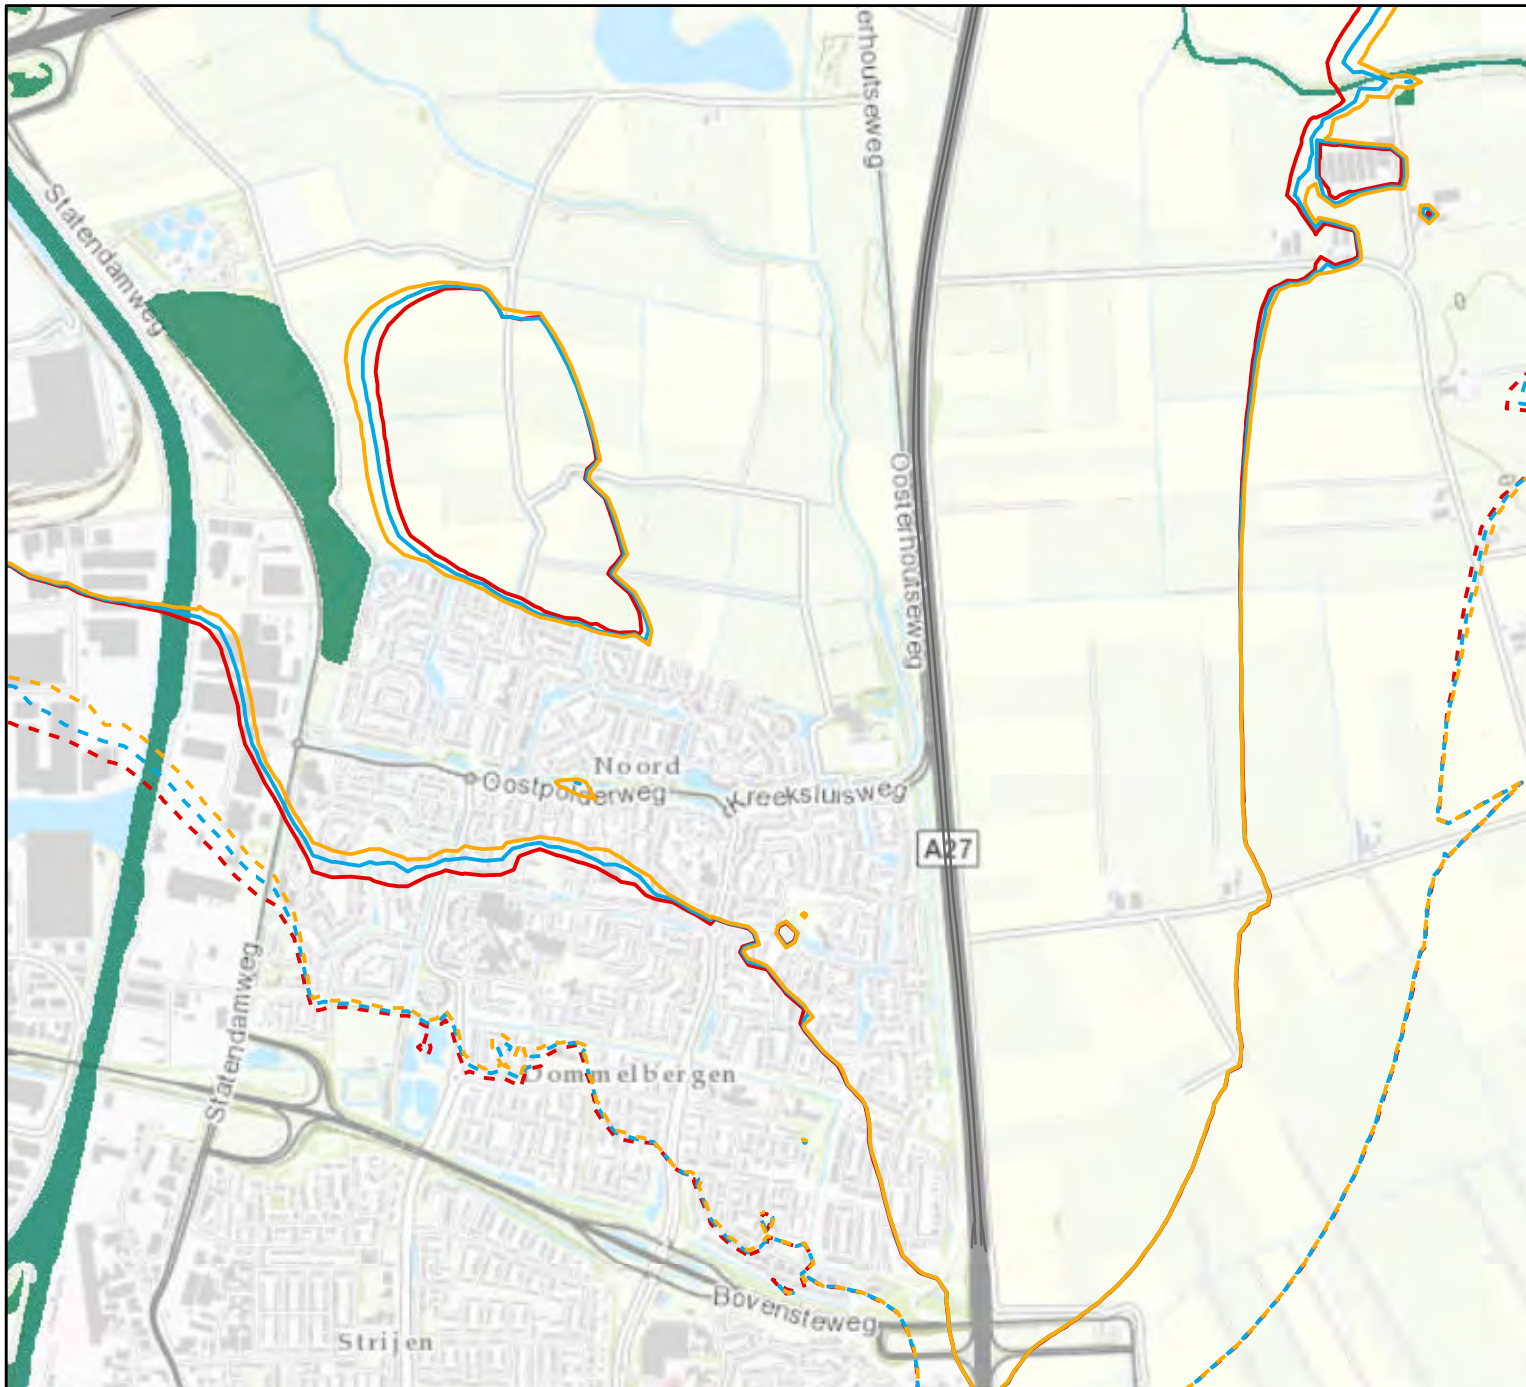 erhoutseweg
Statendamweg
Oosterhoutseweg
Noord
Oostpolderweg
Kreeksluisweg
A27
Statendamweg
Dommelbergen
Bovensteweg
Strijen